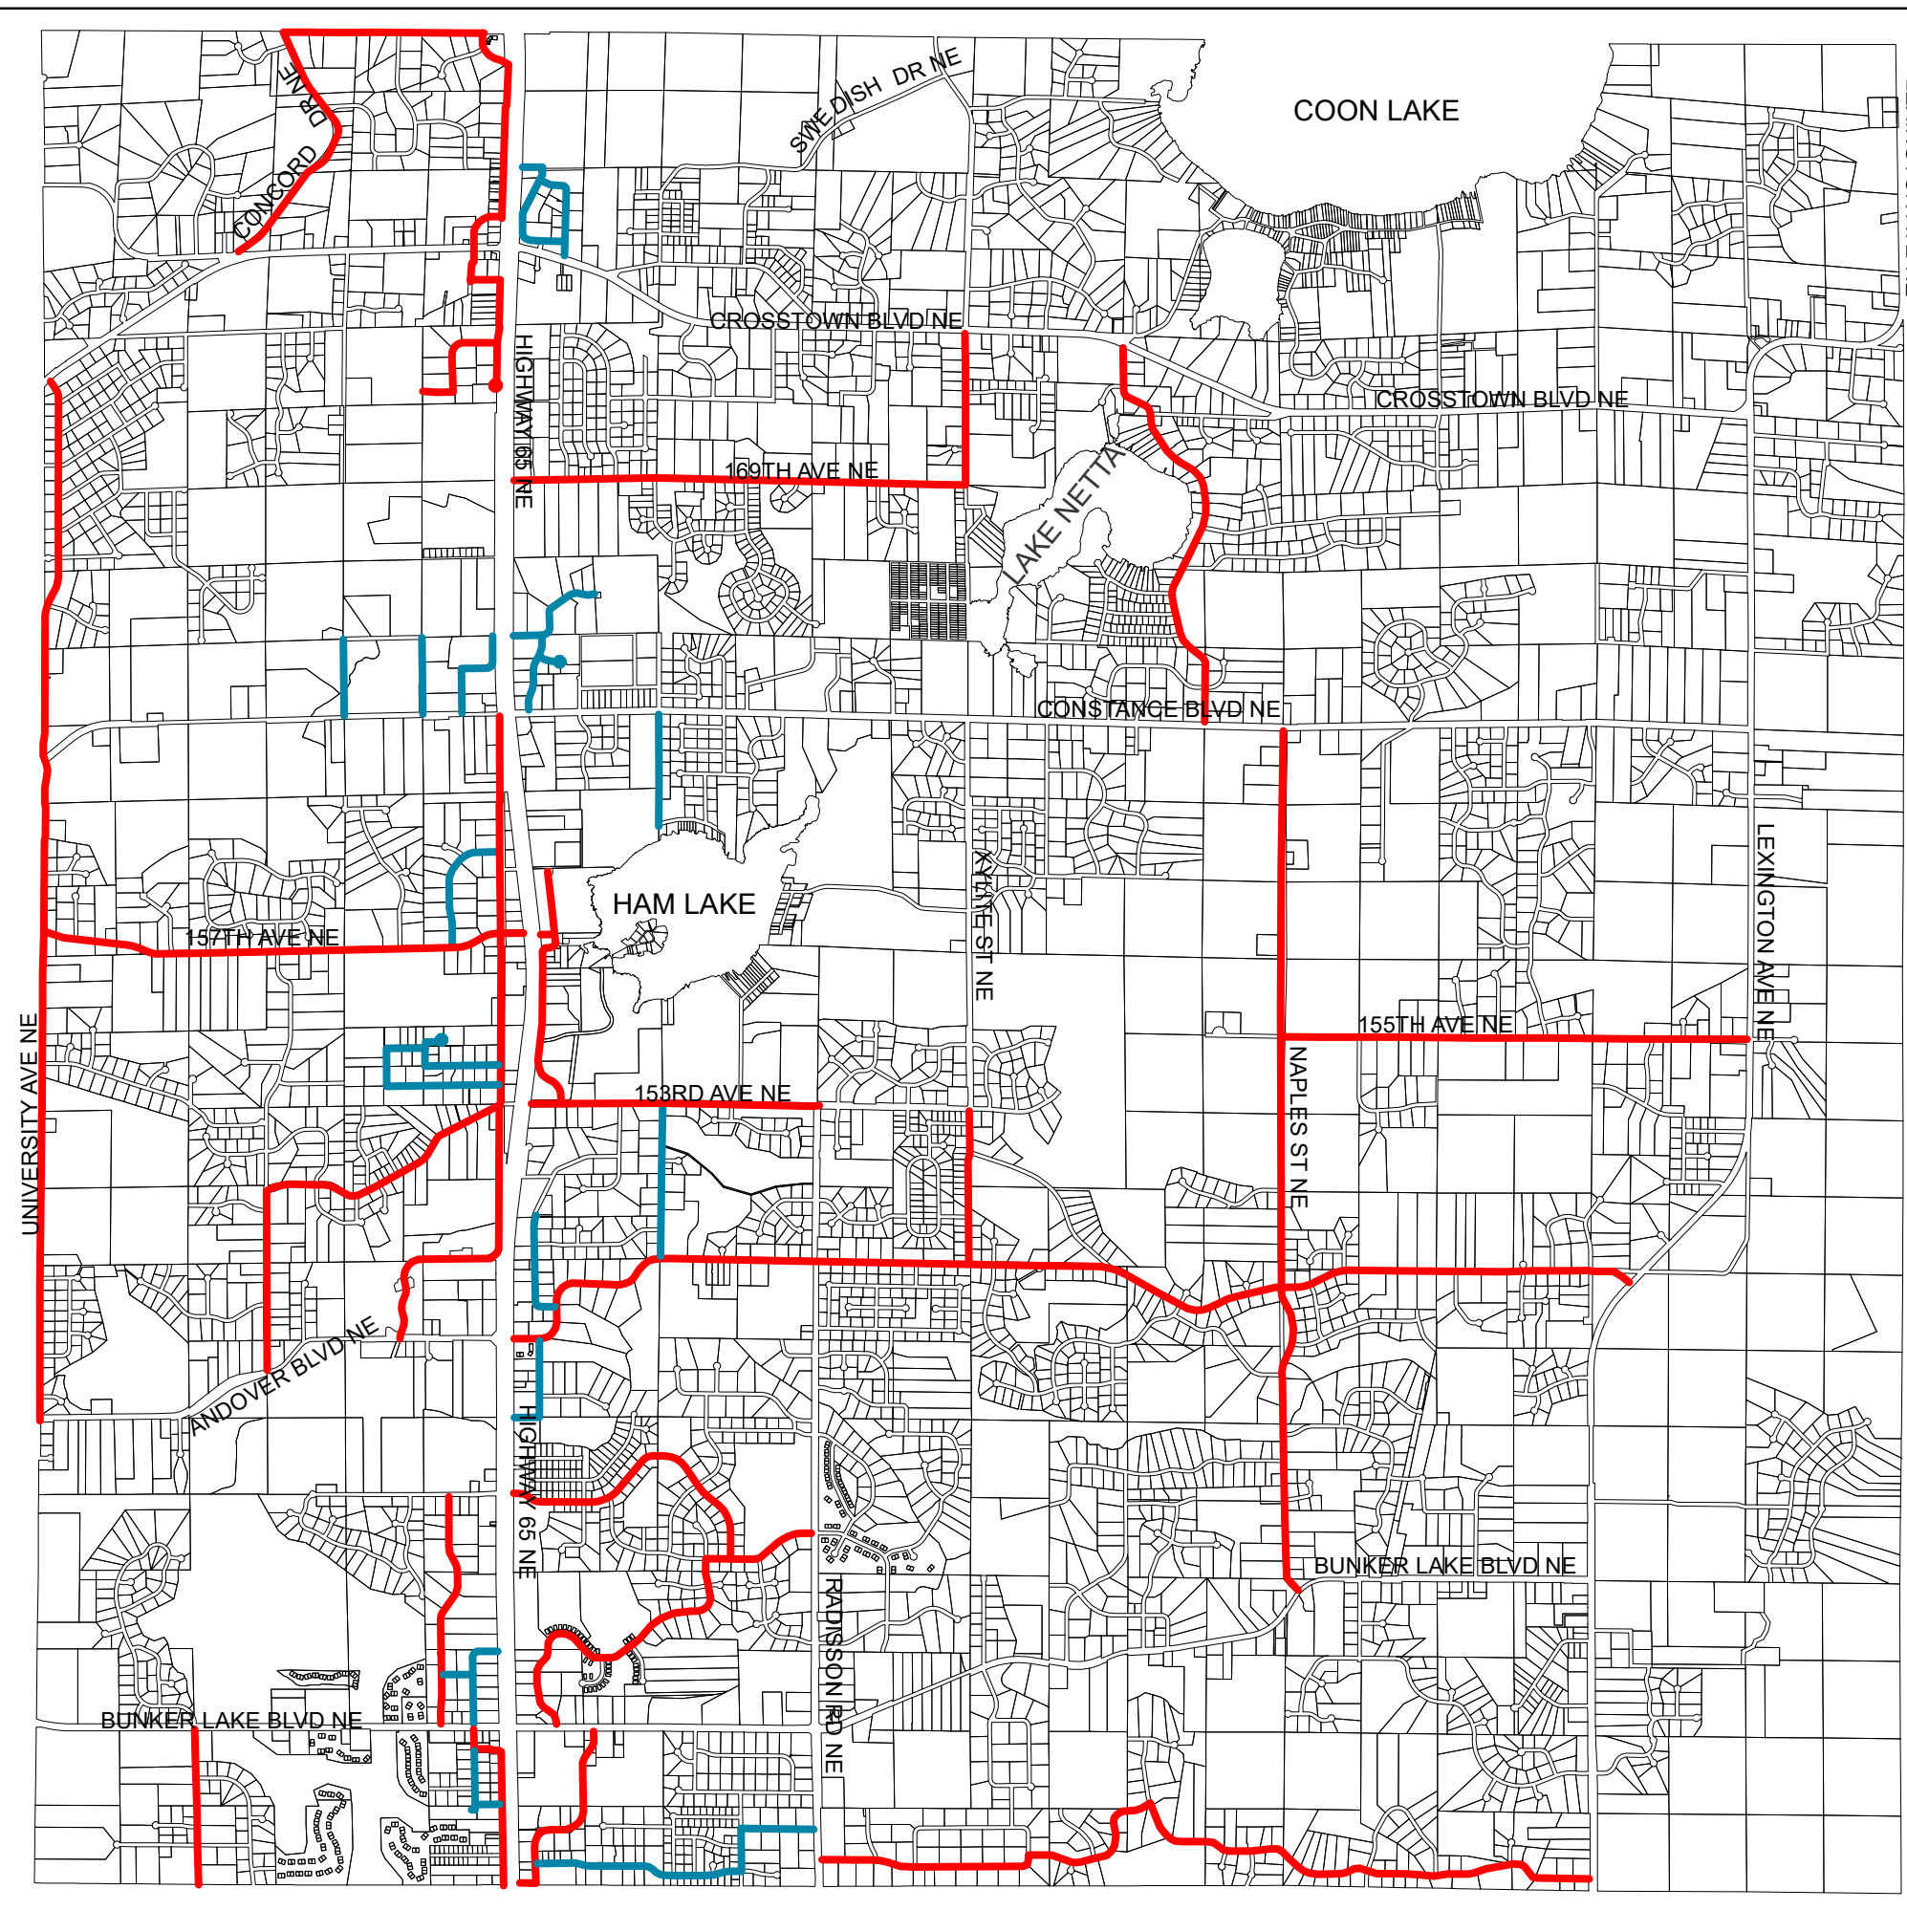 COON LAKE
SWEDISH DR NE
CONCORD DR NE
CROSSTOWN BLVD NE
HIGHWAY 65 NE
CROSSTOWN BLVD NE
169TH AVE NE
LAKE NETTA
CONSTANCE BLVD NE
HAM LAKE
XYLITE ST NE
LEXINGTON AVE NE
157TH AVE NE
UNIVERSITY AVE NE
155TH AVE NE
153RD AVE NE
NAPLES ST NE
ANDOVER BLVD NE
HIGHWAY 65 NE
BUNKER LAKE BLVD NE
RADISSON RD NE
BUNKER LAKE BLVD NE